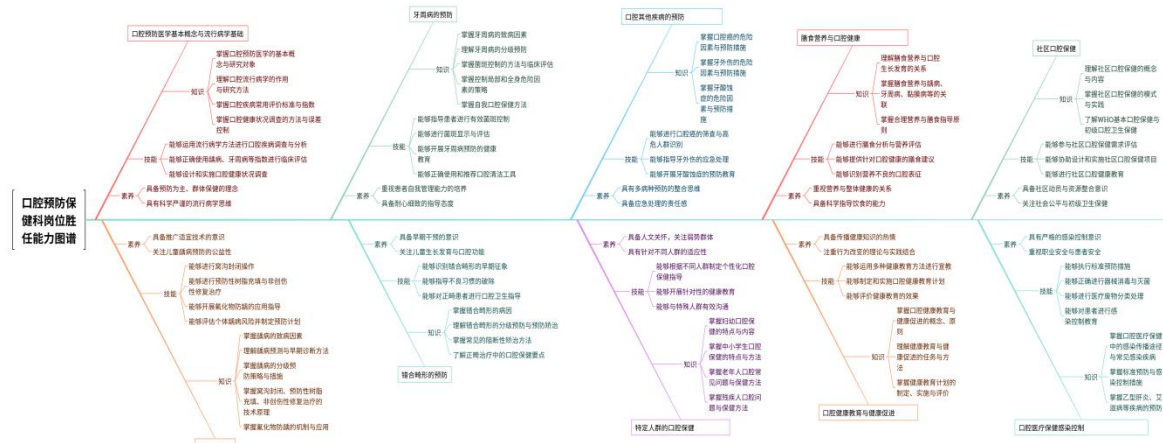 口腔预防保
健科岗位胜
任能力图谱
口腔预防医学基本概念与流行病学基础
知识
掌握口腔预防医学的基本概
念与研究对象
理解口腔流行病学的作用
与研究方法
掌握口腔疾病常用评价标准与指数
掌握口腔健康状况调查的方法与误差
控制
技能
能够运用流行病学方法进行口腔疾病调查与分析
能够正确使用龋病、牙周病等指数进行临床评估
能够设计和实施口腔健康状况调查
素养
具备预防为主、群体保健的理念
具有科学严谨的流行病学思维
牙周病的预防
知识
掌握牙周病的致病因素
理解牙周病的分级预防
掌握菌斑控制的方法与临床评估
掌握控制局部和全身危险因
素的策略
掌握自我口腔保健方法
技能
能够指导患者进行有效菌斑控制
能够进行菌斑显示与评估
能够开展牙周病预防的健康
教育
能够正确使用和推荐口腔清洁工具
素养
重视患者自我管理能力的培养
具备耐心细致的指导态度
口腔其他疾病的预防
知识
掌握口腔癌的危险
因素与预防措施
掌握牙外伤的危险
因素与预防措施
掌握牙酸蚀
症的危险因
素与预防措
施
技能
能够进行口腔癌的筛查与高
危人群识别
能够指导牙外伤的应急处理
能够开展牙酸蚀症的预防教育
素养
具有多病种预防的整合思维
具备应急处理的责任感
膳食营养与口腔健康
知识
理解膳食营养与口腔
生长发育的关系
掌握膳食营养与龋病、
牙周病、黏膜病等的关
联
掌握合理营养与膳食指导原
则
技能
能够进行膳食分析与营养评估
能够提供针对口腔健康的膳食建议
能够识别营养不良的口腔表征
素养
重视营养与整体健康的关系
具备科学指导饮食的能力
社区口腔保健
知识
理解社区口腔保健的概念
与内容
掌握社区口腔保健的模式
与实践
了解WHO基本口腔保健与
初级口腔卫生保健
技能
能够参与社区口腔保健需求评估
能够协助设计和实施社区口腔保健项目
能够进行社区口腔健康教育
素养
具备社区动员与资源整合意识
关注社会公平与初级卫生保健
素养
具备推广适宜技术的意识
关注儿童龋病预防的公益性
技能
能够进行窝沟封闭操作
能够进行预防性树脂充填与非创伤
性修复治疗
能够开展氟化物防龋的应用指导
能够评估个体龋病风险并制定预防计划
知识
掌握龋病的致病因素
理解龋病预测与早期诊断方法
掌握龋病的分级预
防策略与措施
掌握窝沟封闭、预防性树脂
充填、非创伤性修复治疗的
技术原理
掌握氟化物防龋的机制与应用
素养
具备早期干预的意识
关注儿童生长发育与口腔功能
技能
能够识别错合畸形的早期征象
能够指导不良习惯的破除
能够对正畸患者进行口腔卫生指导
知识
掌握错合畸形的病因
理解错合畸形的分级预防与预防矫治
掌握常见的阻断性矫治方法
了解正畸治疗中的口腔保健要点
错合畸形的预防
素养
具备人文关怀，关注弱势群体
具有针对不同人群的适应性
技能
能够根据不同人群制定个性化口腔
保健指导
能够开展针对性的健康教育
能够与特殊人群有效沟通
知识
掌握妇幼口腔保
健的特点与内容
掌握中小学生口腔
保健的特点与方法
掌握老年人口腔常
见问题与保健方法
掌握残疾人口腔问
题与保健方法
特定人群的口腔保健
素养
具备传播健康知识的热情
注重行为改变的理论与实践结合
技能
能够运用多种健康教育方法进行宣教
能够制定和实施口腔健康教育计划
能够评价健康教育的效果
知识
掌握口腔健康教育与
健康促进的概念、原
则
理解健康教育与健
康促进的任务与方
法
掌握健康教育计划的
制定、实施与评价
口腔健康教育与健康促进
素养
具有严格的感染控制意识
重视职业安全与患者安全
技能
能够执行标准预防措施
能够正确进行器械消毒与灭菌
能够进行医疗废物分类处理
能够对患者进行感
染控制教育
知识
掌握口腔医疗保健
中的感染传播途径
与常见感染疾病
掌握标准预防与感
染控制措施
掌握乙型肝炎、艾
滋病等疾病的预防
口腔医疗保健感染控制